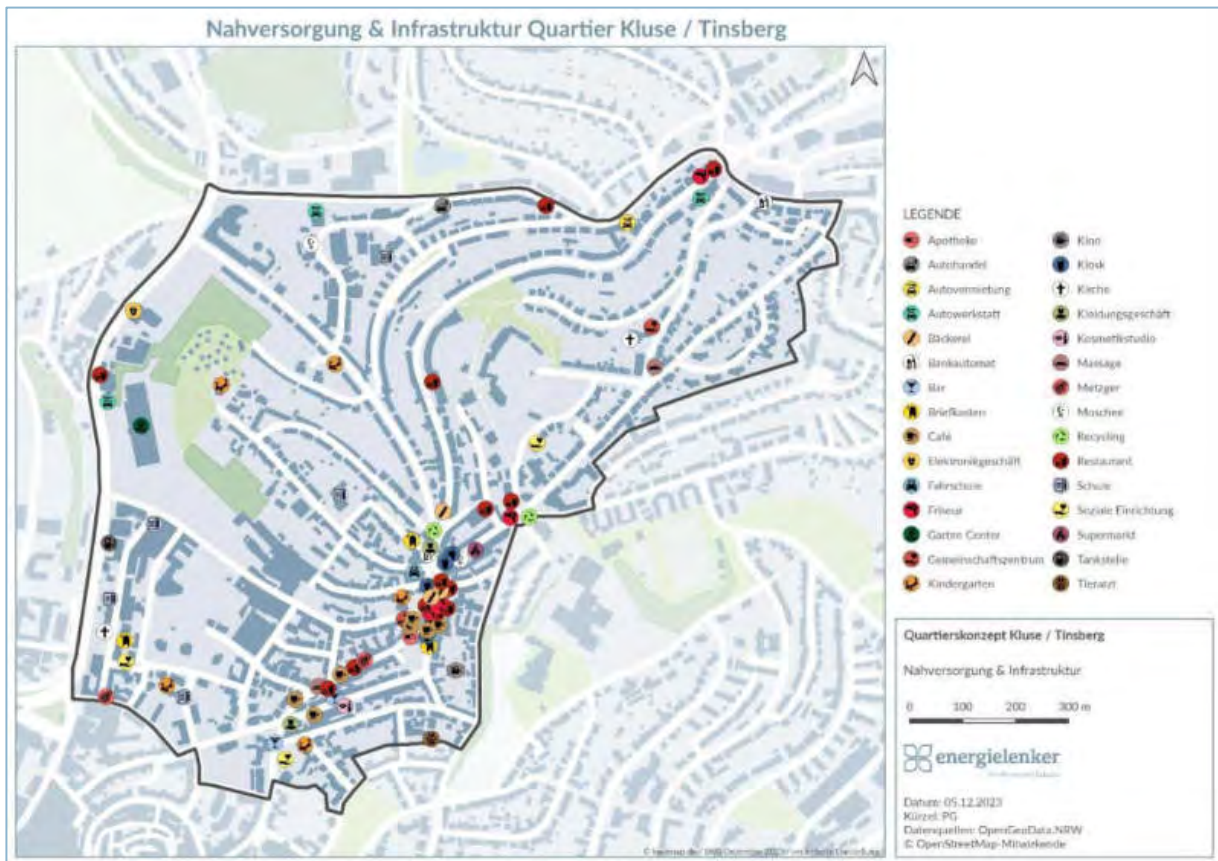 Nahversorgung & Infrastruktur Quartier Kluse / Tinsberg
LEGENDE
Apotheke
Autohandel
Autovermietung
Autowerkstatt
Bäckerei
Bankautomat
Bar
Briefkasten
Café
Elektronikgeschäft
Fahrschule
Friseur
Garten Center
Gemeinschaftszentrum
Kindergarten
Kino
Kiosk
Kirche
Kleidungsgeschäft
Kosmetikstudio
Massage
Metzger
Moschee
Recycling
Restaurant
Schule
Soziale Einrichtung
Supermarkt
Tankstelle
Tierarzt
Quartierskonzept Kluse / Tinsberg
Nahversorgung & Infrastruktur
0 100 200 300 m
energielenker
Datum: 05.12.2023
Kürzel: PG
Datenquellen: OpenGeoData.NRW
© OpenStreetMap-Mitwirkende